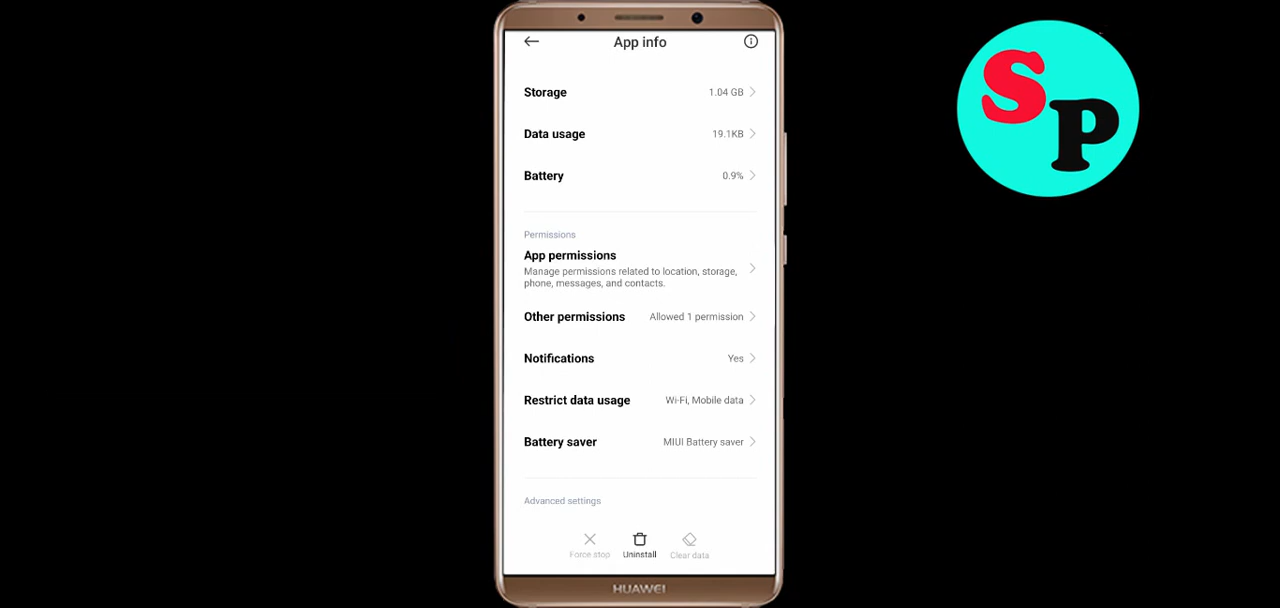 App info
Storage 1.04 GB
Data usage 19.1KB
Battery 0.9%
Permissions
App permissions
Manage permissions related to location, storage,
phone, messages, and contacts.
Other permissions Allowed 1 permission
Notifications Yes
Restrict data usage Wi-Fi, Mobile data
Battery saver MIUI Battery saver
Advanced settings
Force stop Uninstall Clear data
HUAWEI
SP